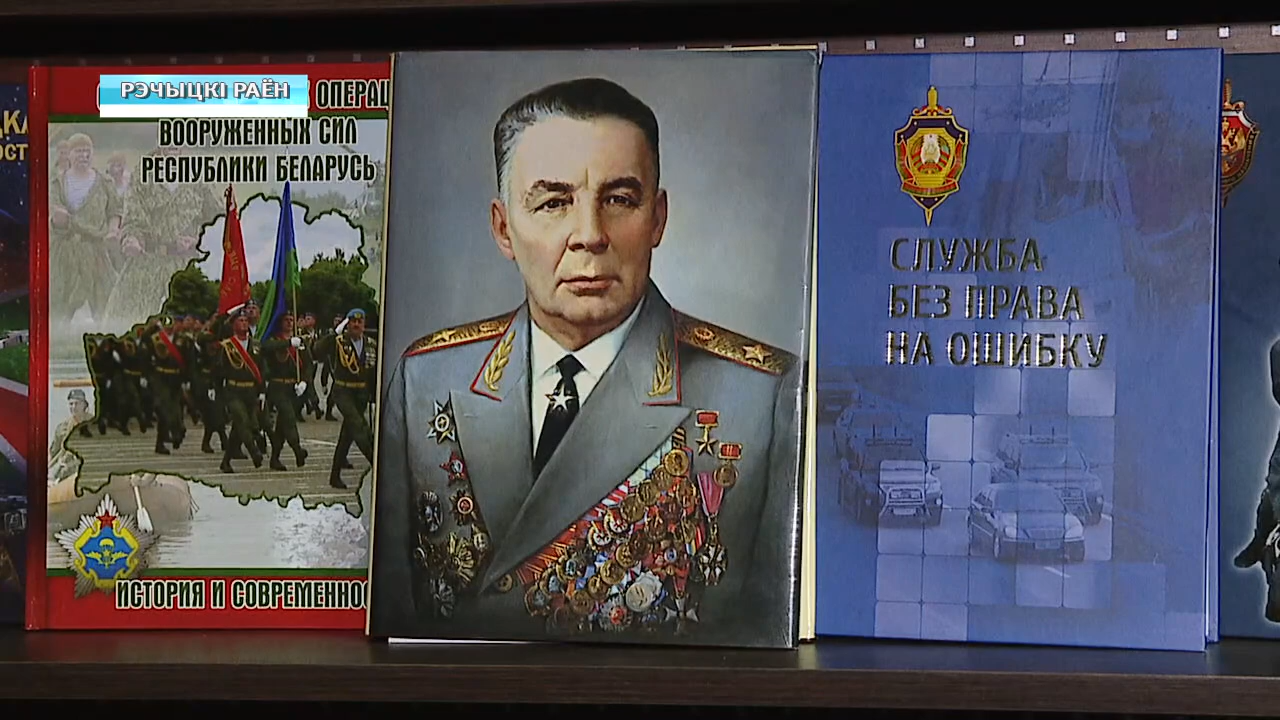 РЭЧЫЦКІ РАЁН
ОПЕРАЦ
ВООРУЖЕННЫХ СИЛ
РЕСПУБЛИКИ БЕЛАРУСЬ
ИСТОРИЯ И СОВРЕМЕННОС
СЛУЖБА
БЕЗ ПРАВА
НА ОШИБКУ